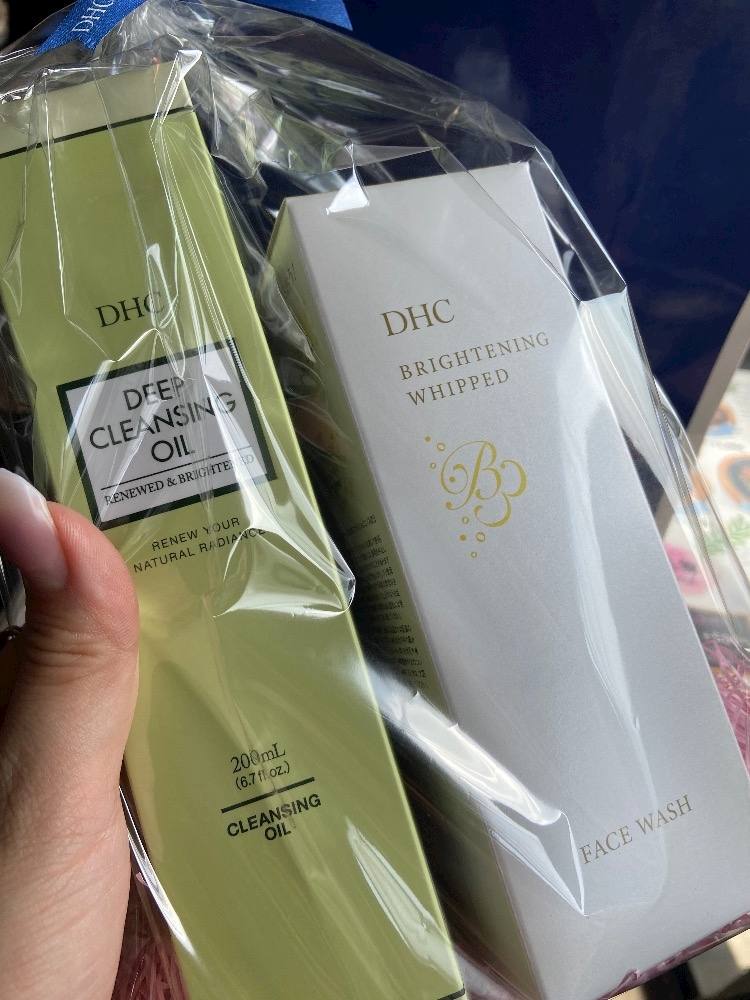 DHC
DHC
DEEP
CLEANSING
OIL
RENEWED & BRIGHTENED
RENEW YOUR
NATURAL RADIANCE
200mL
(6.7 fl.oz.)
CLEANSING
OIL
DHC
BRIGHTENING
WHIPPED
B3
FACE WASH